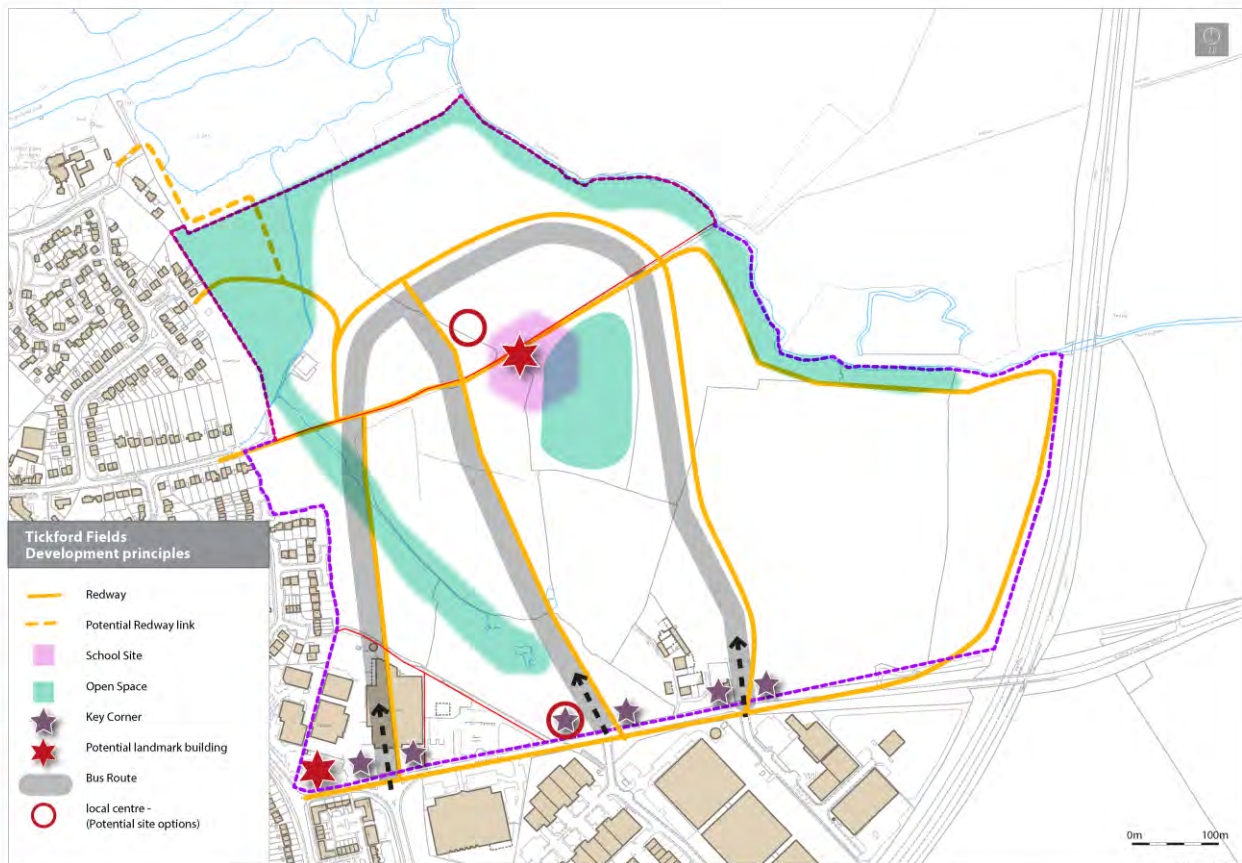 Tickford Fields
Development principles
Redway
Potential Redway link
School Site
Open Space
Key Corner
Potential landmark building
Bus Route
local centre -
(Potential site options)
0m 100m